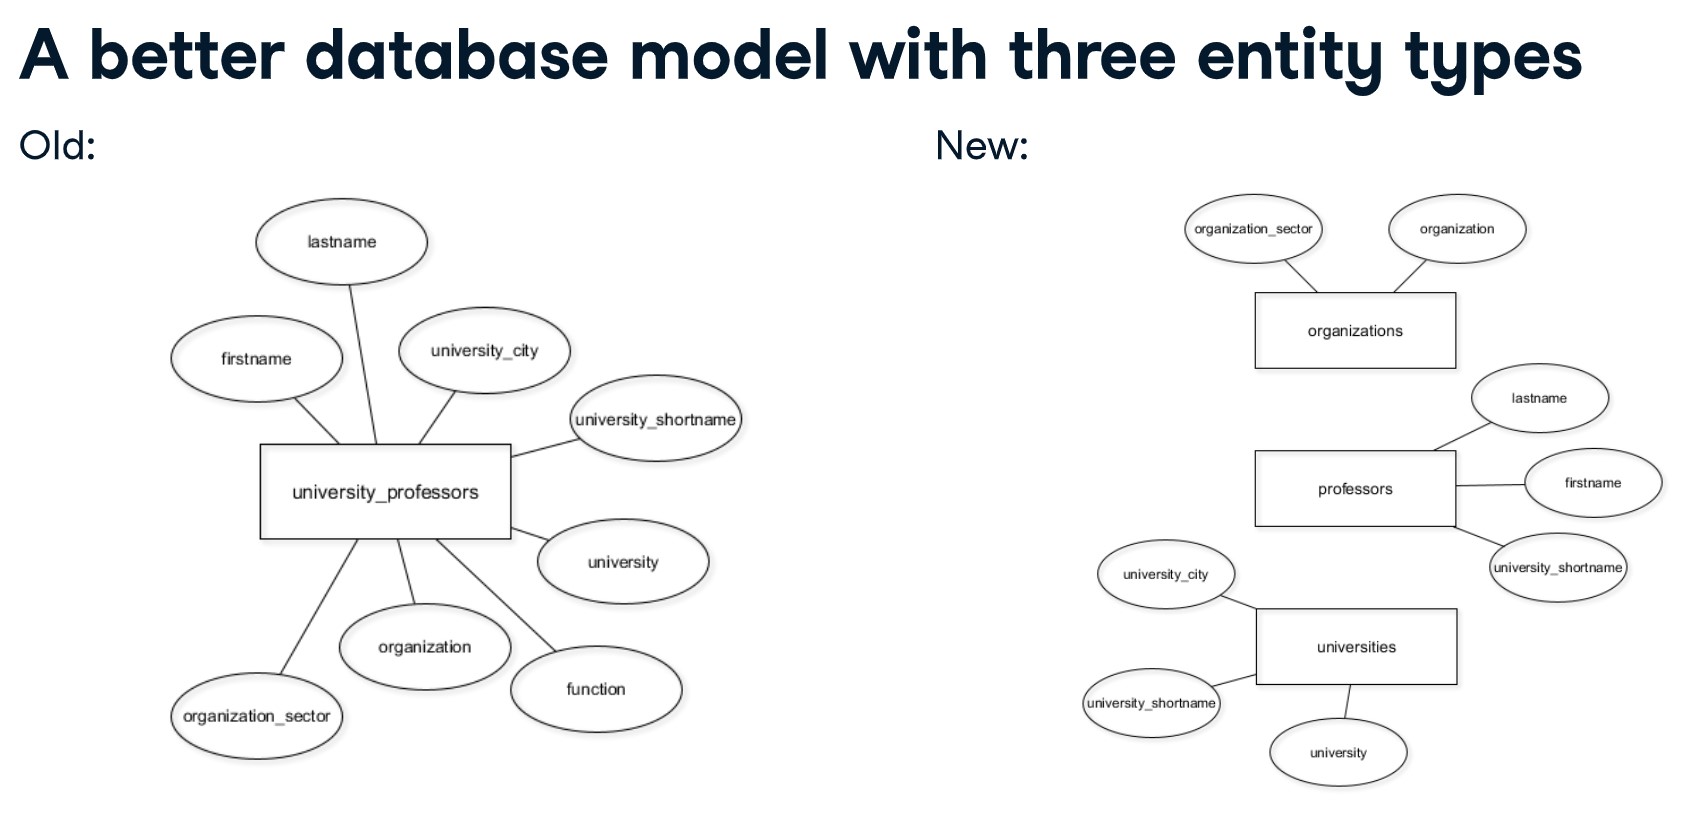 A better database model with three entity types
Old:
New:
lastname
firstname
university_city
university_shortname
university_professors
university
organization
function
organization_sector
organization_sector
organization
organizations
lastname
professors
firstname
university_shortname
university_city
universities
university_shortname
university